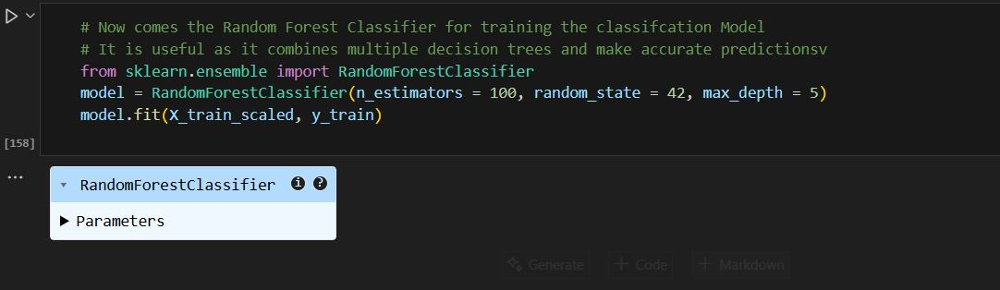 # Now comes the Random Forest Classifier for training the classifcation Model
# It is useful as it combines multiple decision trees and make accurate predictionsv
from sklearn.ensemble import RandomForestClassifier
model = RandomForestClassifier(n_estimators = 100, random_state = 42, max_depth = 5)
model.fit(X_train_scaled, y_train)
[158]
...
RandomForestClassifier i ?
Parameters
Generate + Code + Markdown